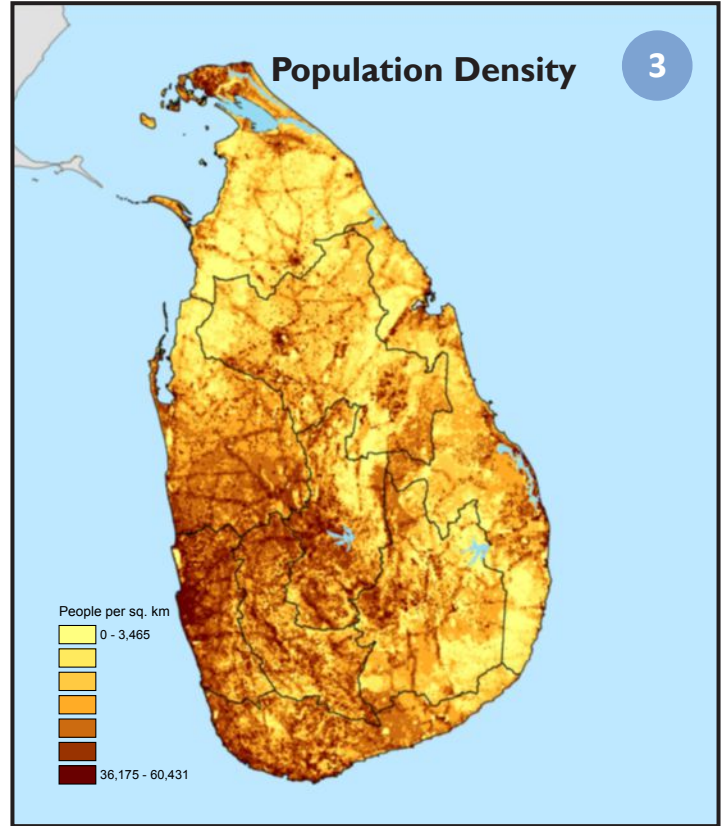 Population Density
3
People per sq. km
0 - 3,465
36,175 - 60,431